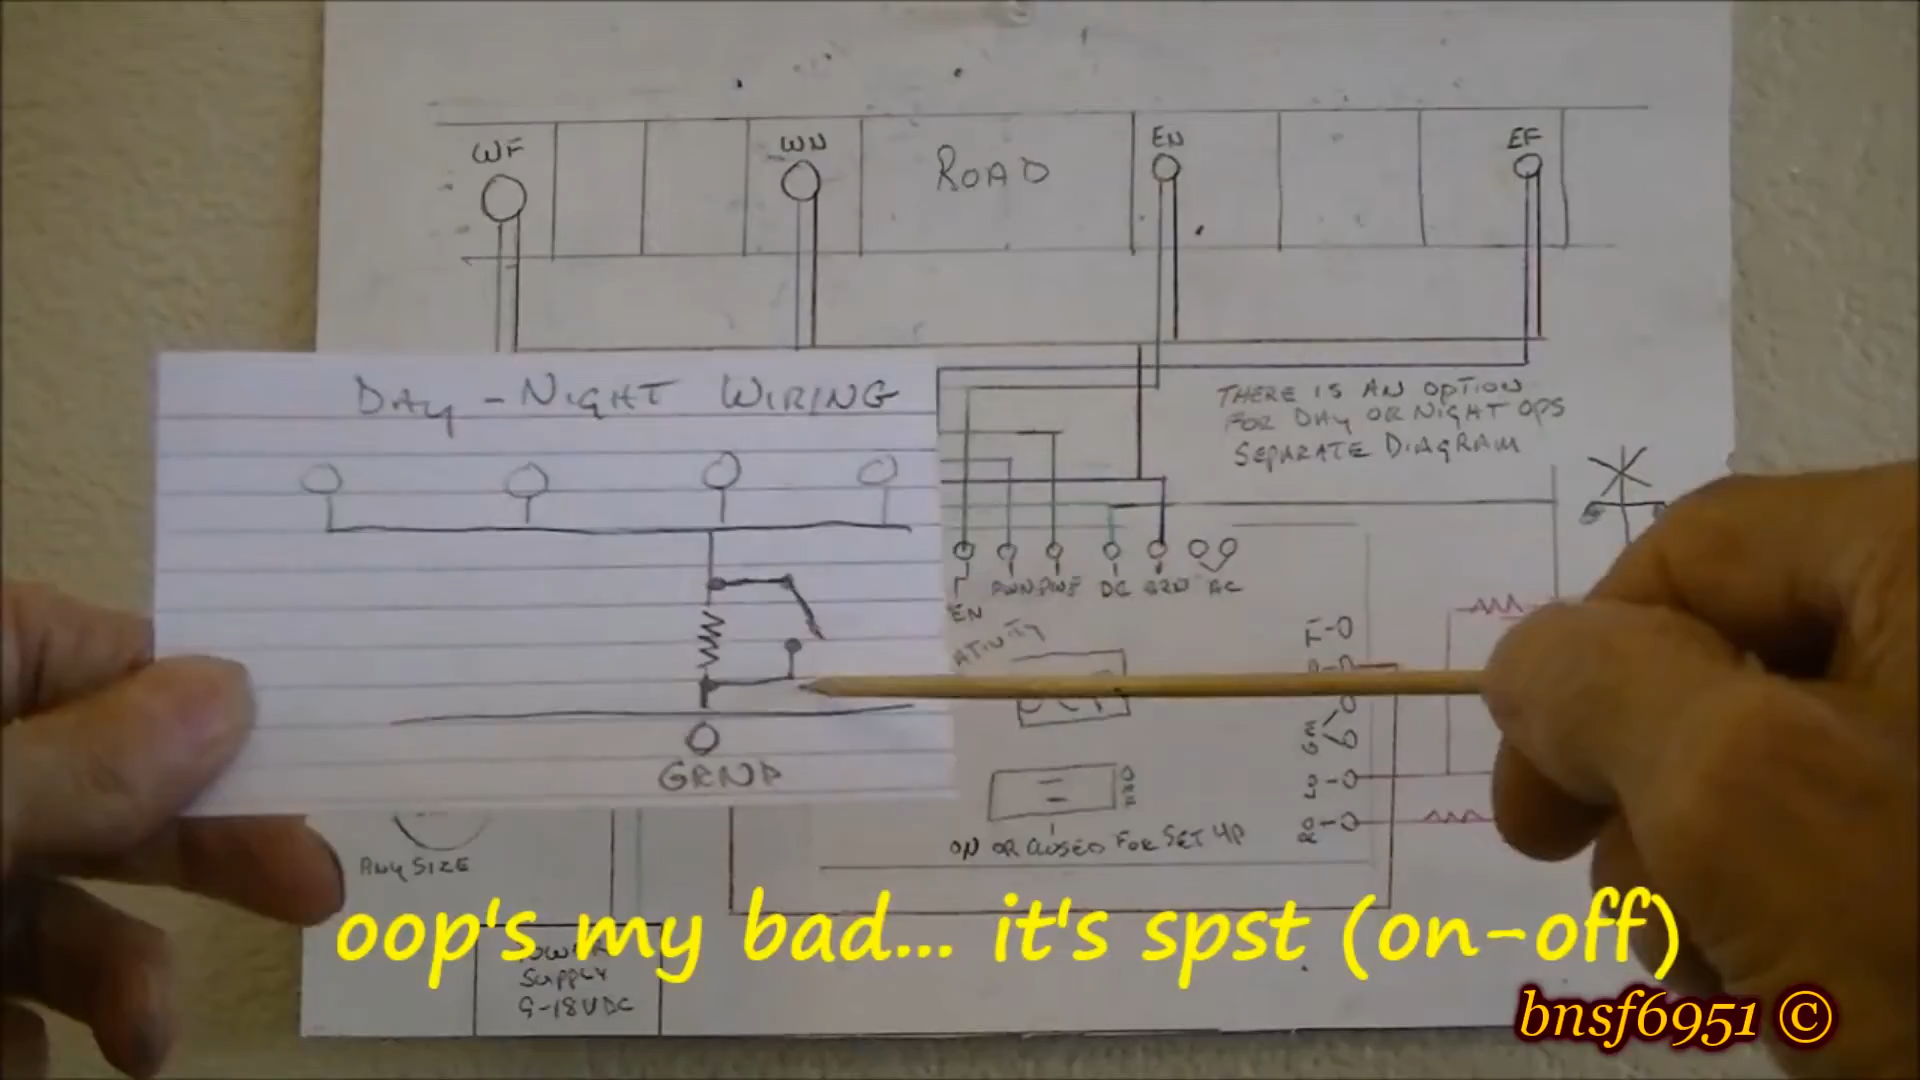 WF
WN
ROAD
EN
EF
DAY - NIGHT WIRING
THERE IS AN OPTION
FOR DAY OR NIGHT OPS
SEPARATE DIAGRAM
DC GRN AC
EN
GRND
ON OR CLOSED FOR SET UP
ANY SIZE
SUPPLY
9-18VDC
oop's my bad... it's spst (on-off)
bnsf6951 ©